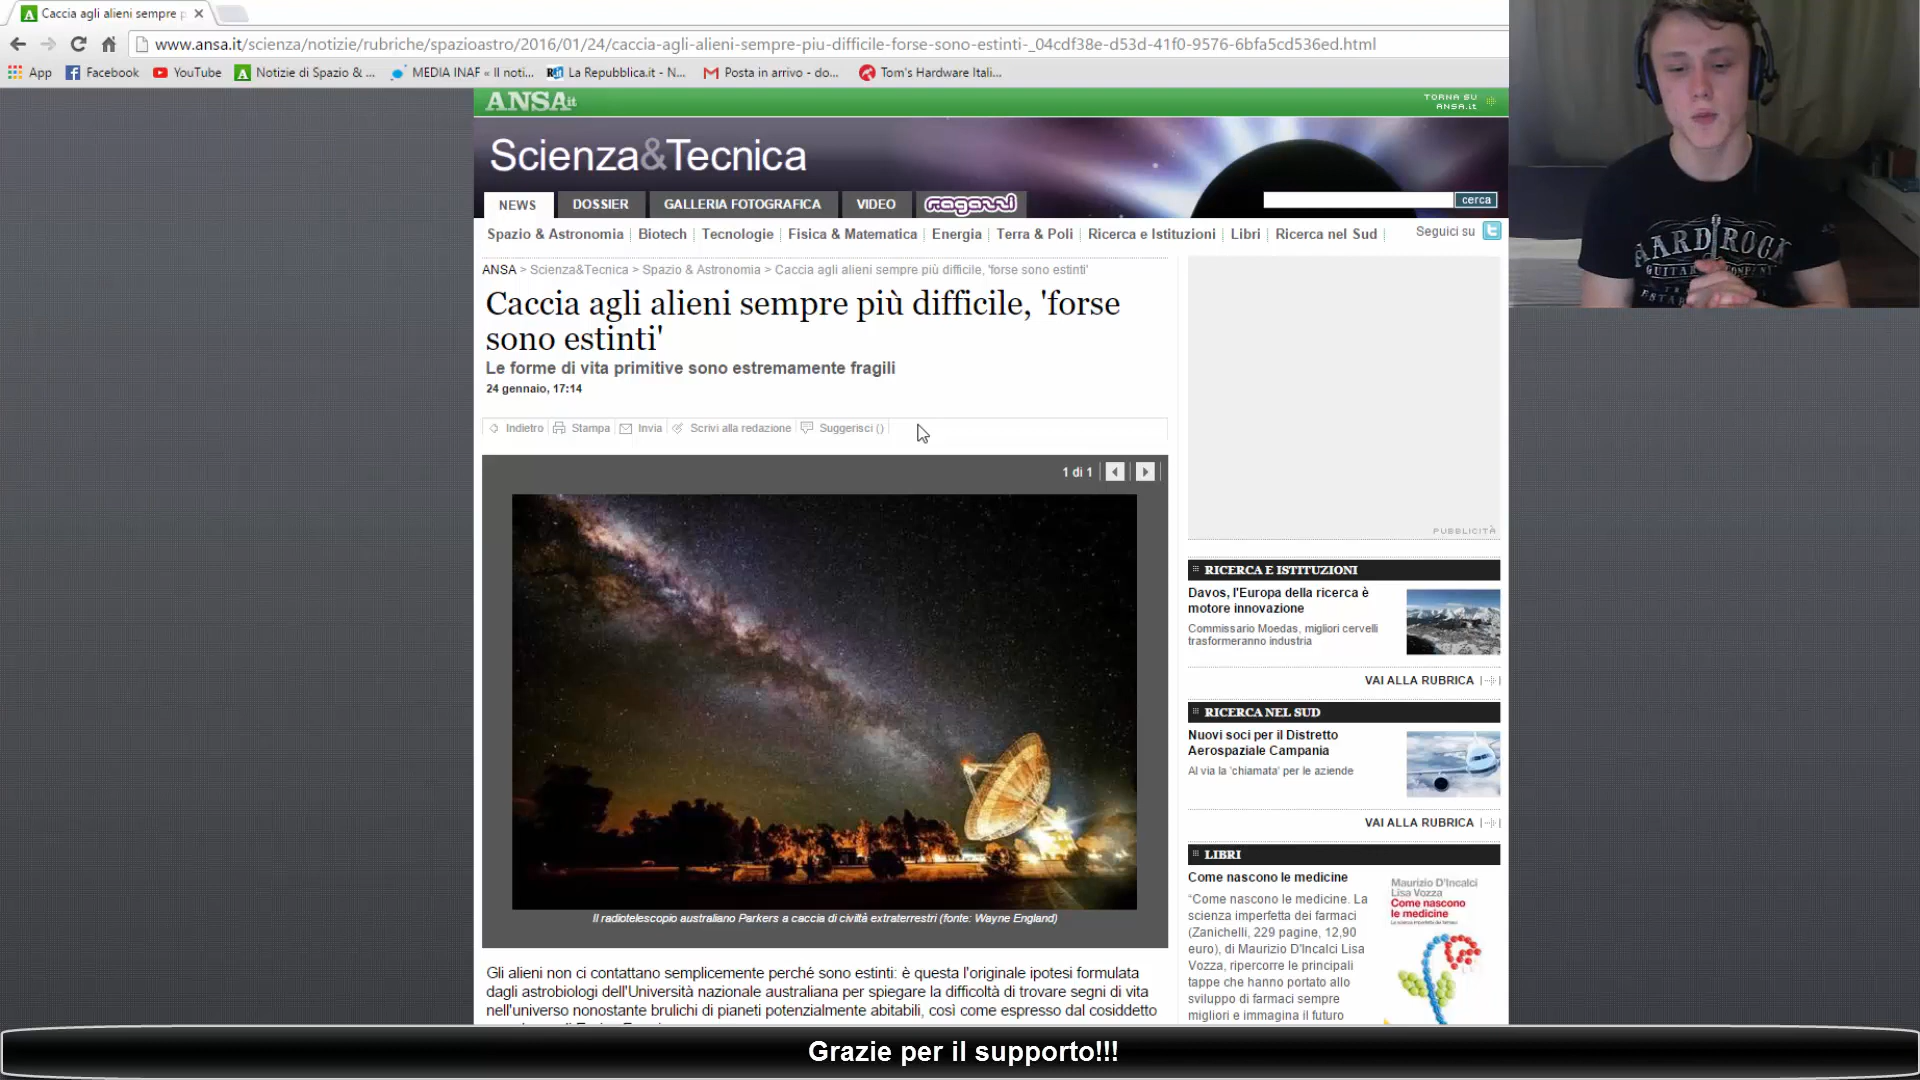 Caccia agli alieni sempre p
www.ansa.it/scienza/notizie/rubriche/spazioastro/2016/01/24/caccia-agli-alieni-sempre-piu-difficile-forse-sono-estinti-_04cdf38e-d53d-41f0-9576-6bfa5cd536ed.html
App Facebook YouTube Notizie di Spazio & ... MEDIA INAF « Il noti... La Repubblica.it - N... Posta in arrivo - do... Tom's Hardware Itali...
ANSA.it
TORNA SU
ANSA.it
Scienza&Tecnica
NEWS DOSSIER GALLERIA FOTOGRAFICA VIDEO ragazzi
cerca
Spazio & Astronomia Biotech Tecnologie Fisica & Matematica Energia Terra & Poli Ricerca e Istituzioni Libri Ricerca nel Sud
Seguici su
ANSA > Scienza&Tecnica > Spazio & Astronomia > Caccia agli alieni sempre più difficile, 'forse sono estinti'
Caccia agli alieni sempre più difficile, 'forse
sono estinti'
Le forme di vita primitive sono estremamente fragili
24 gennaio, 17:14
Indietro Stampa Invia Scrivi alla redazione Suggerisci ()
1 di 1
Il radiotelescopio australiano Parkers a caccia di civiltà extraterrestri (fonte: Wayne England)
Gli alieni non ci contattano semplicemente perché sono estinti: è questa l'originale ipotesi formulata
dagli astrobiologi dell'Università nazionale australiana per spiegare la difficoltà di trovare segni di vita
nell'universo nonostante brulichi di pianeti potenzialmente abitabili, così come espresso dal cosiddetto
PUBBLICITÀ
RICERCA E ISTITUZIONI
Davos, l'Europa della ricerca è
motore innovazione
Commissario Moedas, migliori cervelli
trasformeranno industria
VAI ALLA RUBRICA
RICERCA NEL SUD
Nuovi soci per il Distretto
Aerospaziale Campania
Al via la 'chiamata' per le aziende
VAI ALLA RUBRICA
LIBRI
Come nascono le medicine
“Come nascono le medicine. La
scienza imperfetta dei farmaci
(Zanichelli, 229 pagine, 12,90
euro), di Maurizio D'Incalci Lisa
Vozza, ripercorre le principali
tappe che hanno portato allo
sviluppo di farmaci sempre
migliori e immagina il futuro
Maurizio D'Incalci
Lisa Vozza
Come nascono
le medicine
HARD ROCK
GUITAR COMPANY
Grazie per il supporto!!!